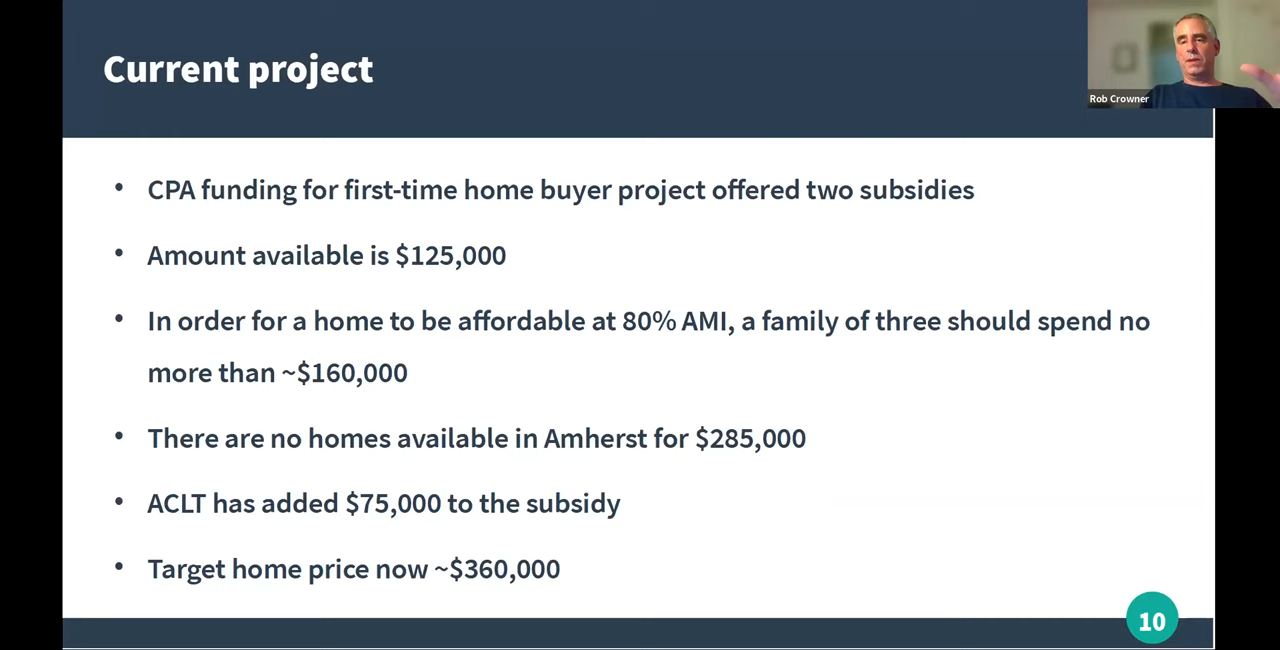 Current project
Rob Crowner
• CPA funding for first-time home buyer project offered two subsidies
• Amount available is $125,000
• In order for a home to be affordable at 80% AMI, a family of three should spend no
more than ~$160,000
• There are no homes available in Amherst for $285,000
• ACLT has added $75,000 to the subsidy
• Target home price now ~$360,000
10